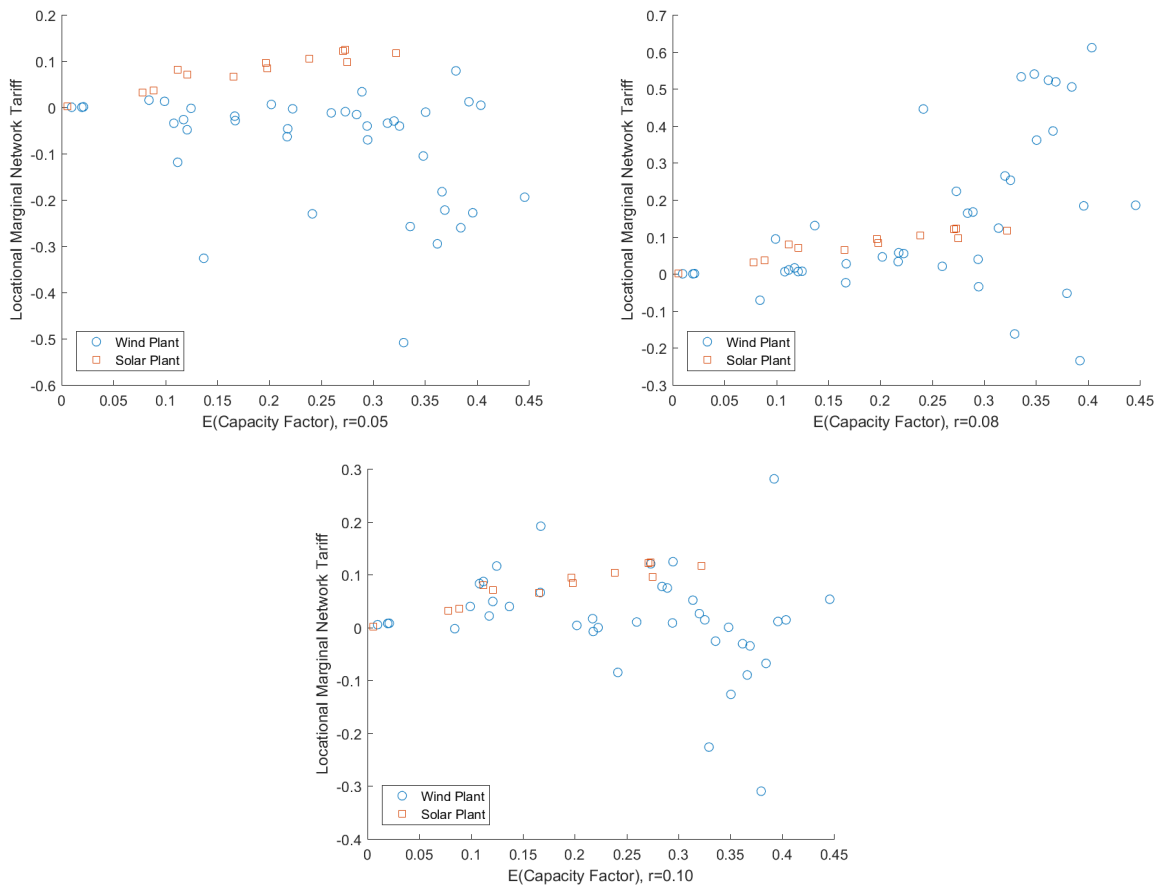 0.2
0.1
0
-0.1
-0.2
-0.3
-0.4
-0.5
-0.6
Locational Marginal Network Tariff
Wind Plant
Solar Plant
0 0.05 0.1 0.15 0.2 0.25 0.3 0.35 0.4 0.45
E(Capacity Factor), r=0.05
0.7
0.6
0.5
0.4
0.3
0.2
0.1
0
-0.1
-0.2
-0.3
Locational Marginal Network Tariff
Wind Plant
Solar Plant
0 0.05 0.1 0.15 0.2 0.25 0.3 0.35 0.4 0.45
E(Capacity Factor), r=0.08
0.3
0.2
0.1
0
-0.1
-0.2
-0.3
-0.4
Locational Marginal Network Tariff
Wind Plant
Solar Plant
0 0.05 0.1 0.15 0.2 0.25 0.3 0.35 0.4 0.45
E(Capacity Factor), r=0.10